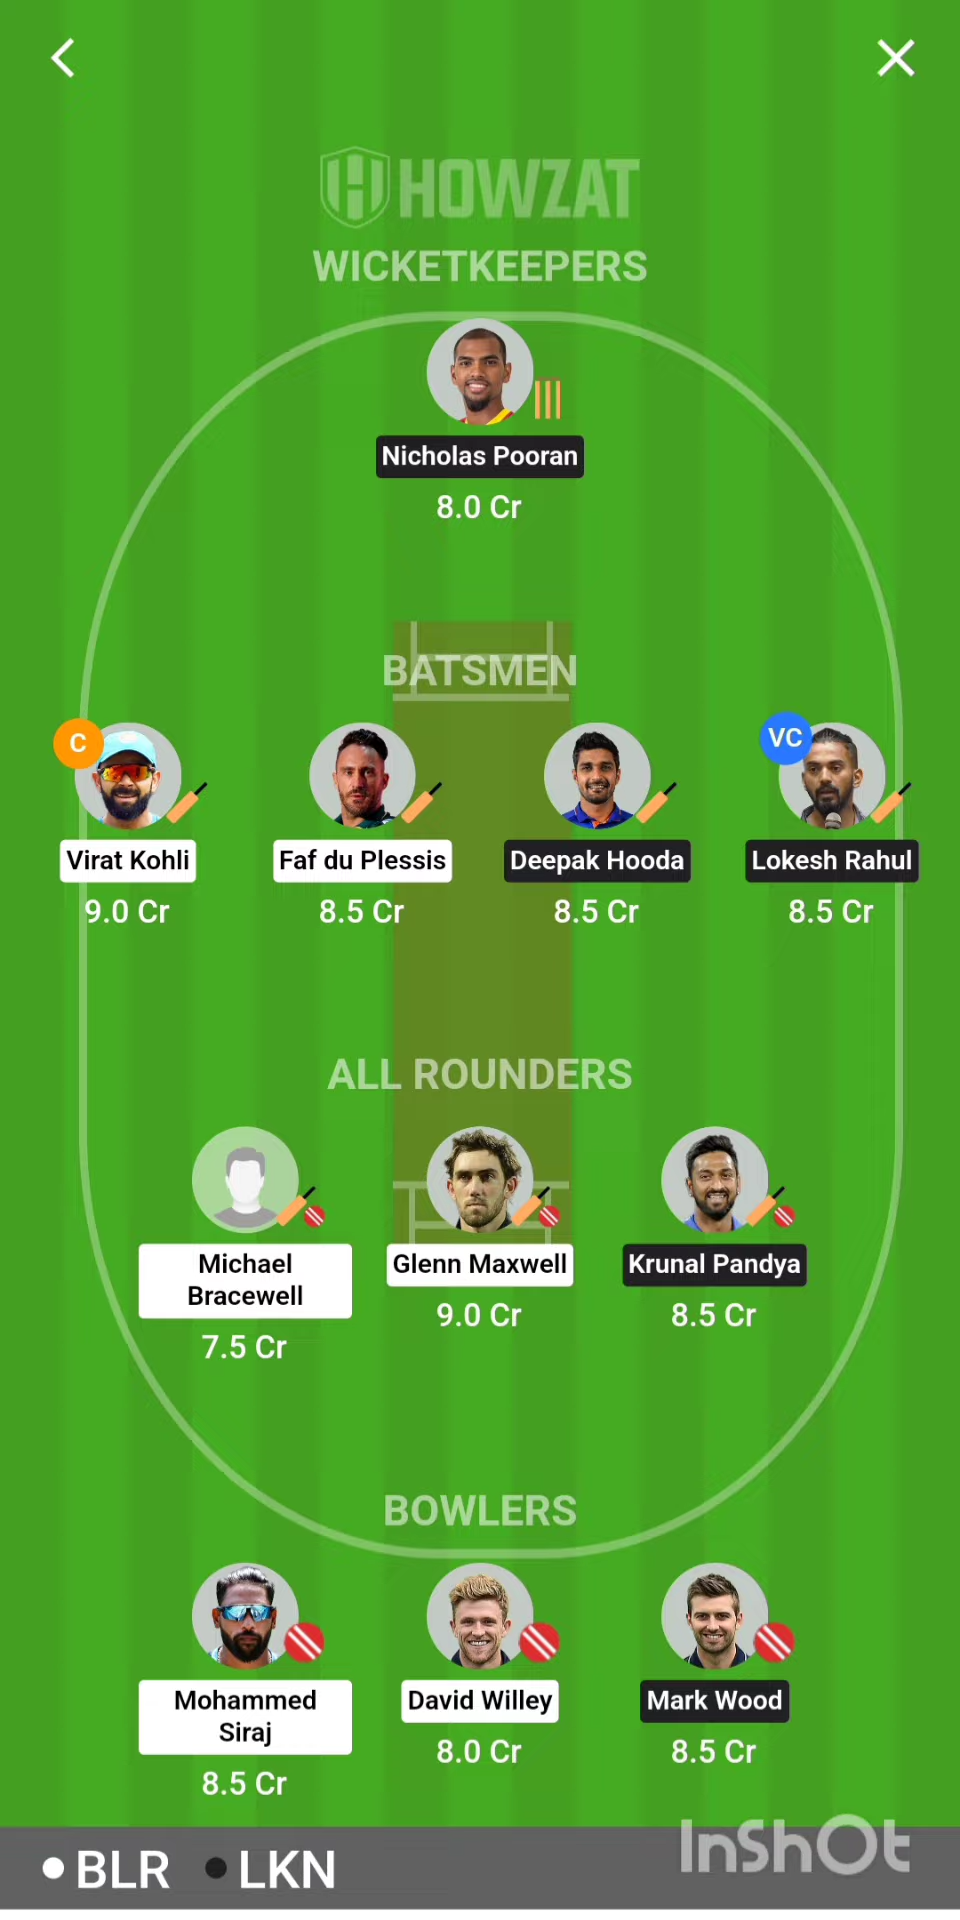 HOWZAT
WICKETKEEPERS
Nicholas Pooran
8.0 Cr
BATSMEN
C
VC
Virat Kohli
Faf du Plessis
Deepak Hooda
Lokesh Rahul
9.0 Cr
8.5 Cr
8.5 Cr
8.5 Cr
ALL ROUNDERS
Michael
Bracewell
Glenn Maxwell
Krunal Pandya
7.5 Cr
9.0 Cr
8.5 Cr
BOWLERS
Mohammed
Siraj
David Willey
Mark Wood
8.5 Cr
8.0 Cr
8.5 Cr
BLR LKN
InShOt